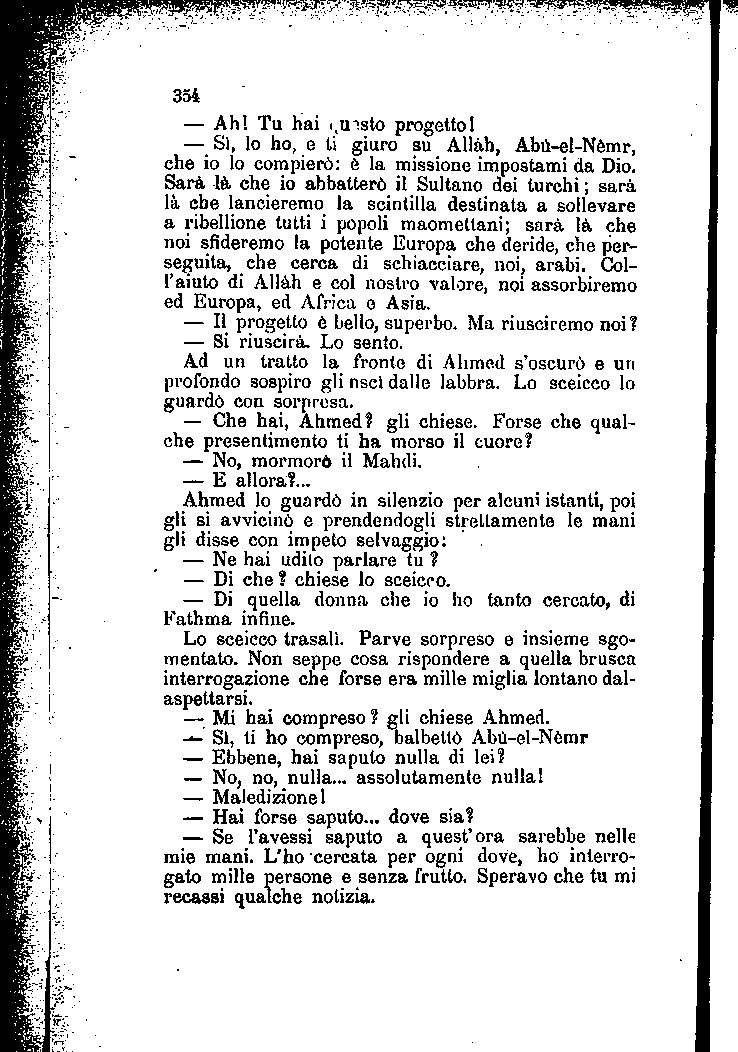 354
— Ah! Tu hai questo progetto!
— Sì, lo ho, e ti giuro su Allàh, Abù-el-Nèmr,
che io lo compierò: è la missione impostami da Dio.
Sarà là che io abbatterò il Sultano dei turchi; sarà
là che lancieremo la scintilla destinata a sollevare
a ribellione tutti i popoli maomettani; sarà là che
noi sfideremo la potente Europa che deride, che per-
seguita, che cerca di schiacciare, noi, arabi. Col-
l'aiuto di Allàh e col nostro valore, noi assorbiremo
ed Europa, ed Africa e Asia.
— Il progetto è bello, superbo. Ma riusciremo noi?
— Si riuscirà. Lo sento.
Ad un tratto la fronte di Ahmed s'oscurò e un
profondo sospiro gli uscì dalle labbra. Lo sceicco lo
guardò con sorpresa.
— Che hai, Ahmed? gli chiese. Forse che qual-
che presentimento ti ha morso il cuore?
— No, mormorò il Mahdi.
— E allora?...
Ahmed lo guardò in silenzio per alcuni istanti, poi
gli si avvicinò e prendendogli strettamente le mani
gli disse con impeto selvaggio:
— Ne hai udito parlare tu?
— Di che? chiese lo sceicco.
— Di quella donna che io ho tanto cercato, di
Fathma infine.
Lo sceicco trasalì. Parve sorpreso e insieme sgo-
mentato. Non seppe cosa rispondere a quella brusca
interrogazione che forse era mille miglia lontano dal-
aspettarsi.
— Mi hai compreso? gli chiese Ahmed.
— Sì, ti ho compreso, balbettò Abù-el-Nèmr
— Ebbene, hai saputo nulla di lei?
— No, no, nulla... assolutamente nulla!
— Maledizione!
— Hai forse saputo... dove sia?
— Se l'avessi saputo a quest'ora sarebbe nelle
mie mani. L'ho cercata per ogni dove, ho interro-
gato mille persone e senza frutto. Speravo che tu mi
recassi qualche notizia.